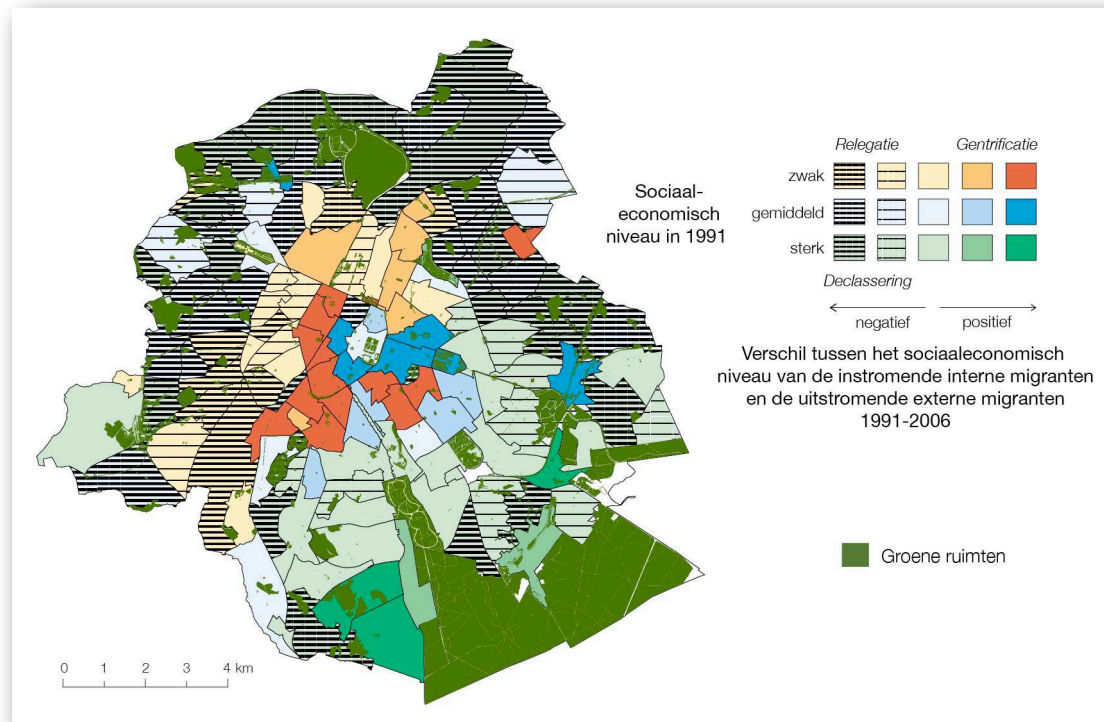 Sociaal-
economisch
niveau in 1991
Relegatie
Gentrificatie
zwak
gemiddeld
sterk
Declassering
negatief
positief
Verschil tussen het sociaaleconomisch
niveau van de instromende interne migranten
en de uitstromende externe migranten
1991-2006
Groene ruimten
0 1 2 3 4 km